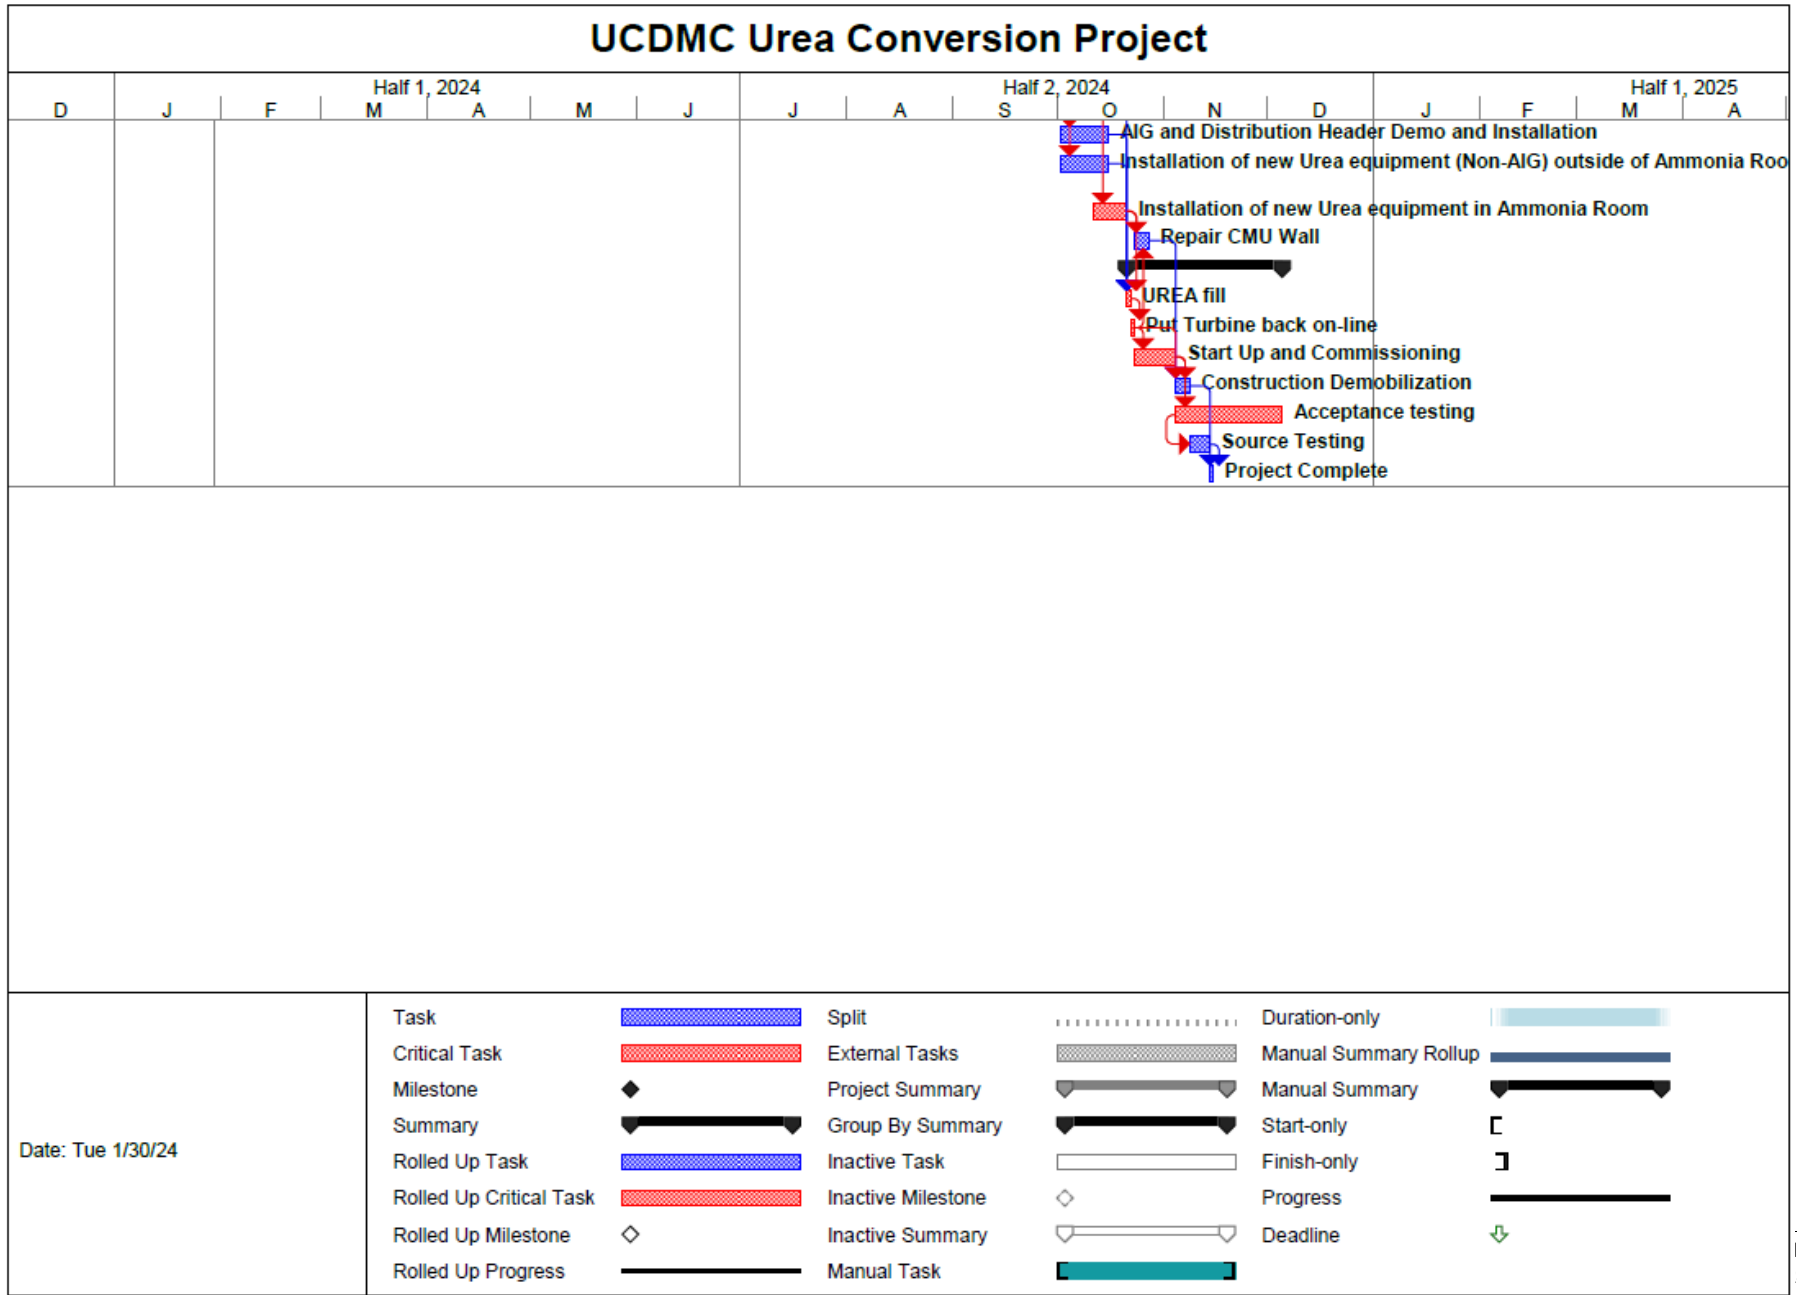 UCDMC Urea Conversion Project
Half 1, 2024 Half 2, 2024 Half 1, 2025
D J F M A M J J A S O N D J F M A
AIG and Distribution Header Demo and Installation
Installation of new Urea equipment (Non-AIG) outside of Ammonia Roo
Installation of new Urea equipment in Ammonia Room
Repair CMU Wall
UREA fill
Put Turbine back on-line
Start Up and Commissioning
Construction Demobilization
Acceptance testing
Source Testing
Project Complete
Date: Tue 1/30/24
Task
Critical Task
Milestone
Summary
Rolled Up Task
Rolled Up Critical Task
Rolled Up Milestone
Rolled Up Progress
Split
External Tasks
Project Summary
Group By Summary
Inactive Task
Inactive Milestone
Inactive Summary
Manual Task
Duration-only
Manual Summary Rollup
Manual Summary
Start-only
Finish-only
Progress
Deadline